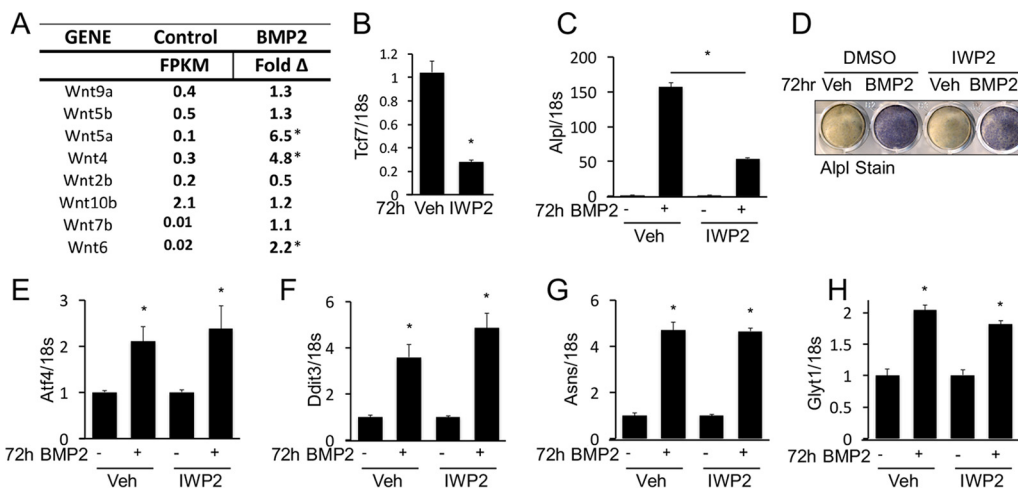 A
GENE Control BMP2
FPKM Fold Δ
Wnt9a 0.4 1.3
Wnt5b 0.5 1.3
Wnt5a 0.1 6.5*
Wnt4 0.3 4.8*
Wnt2b 0.2 0.5
Wnt10b 2.1 1.2
Wnt7b 0.01 1.1
Wnt6 0.02 2.2*
B
Tcf7/18s
1.2
1
0.8
0.6
0.4
0.2
0
*
72h Veh IWP2
C
Alpl/18s
200
150
100
50
0
*
72h BMP2 - + - +
Veh IWP2
D
DMSO IWP2
72hr Veh BMP2 Veh BMP2
Alpl Stain
E
Atf4/18s
3
2
1
0
* *
72h BMP2 - + - +
Veh IWP2
F
Ddit3/18s
6
4
2
0
* *
72h BMP2 - + - +
Veh IWP2
G
Asns/18s
6
4
2
0
* *
72h BMP2 - + - +
Veh IWP2
H
Glyt1/18s
2
1.5
1
0.5
0
* *
72h BMP2 - + - +
Veh IWP2